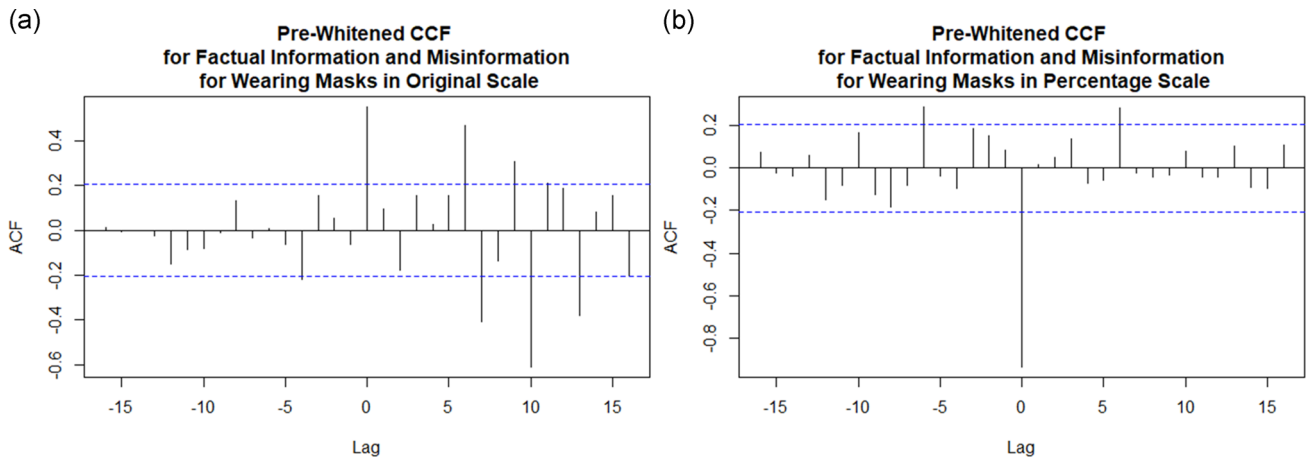 (a)
Pre-Whitened CCF
for Factual Information and Misinformation
for Wearing Masks in Original Scale
ACF
0.4
0.2
0.0
-0.2
-0.4
-0.6
-15 -10 -5 0 5 10 15
Lag
(b)
Pre-Whitened CCF
for Factual Information and Misinformation
for Wearing Masks in Percentage Scale
ACF
0.2
0.0
-0.2
-0.4
-0.6
-0.8
-15 -10 -5 0 5 10 15
Lag